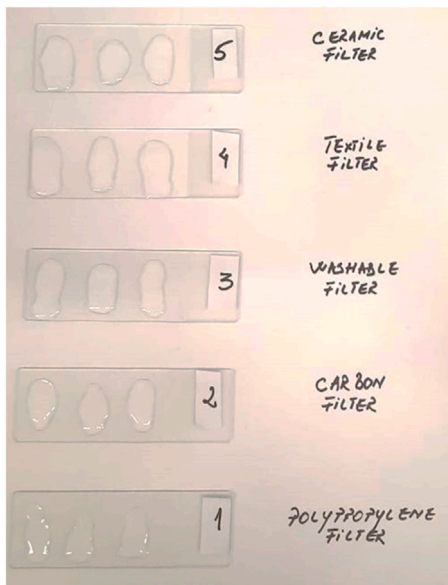 5
CERAMIC
FILTER
4
TEXTILE
FILTER
3
WASHABLE
FILTER
2
CARBON
FILTER
1
POLYPROPYLENE
FILTER